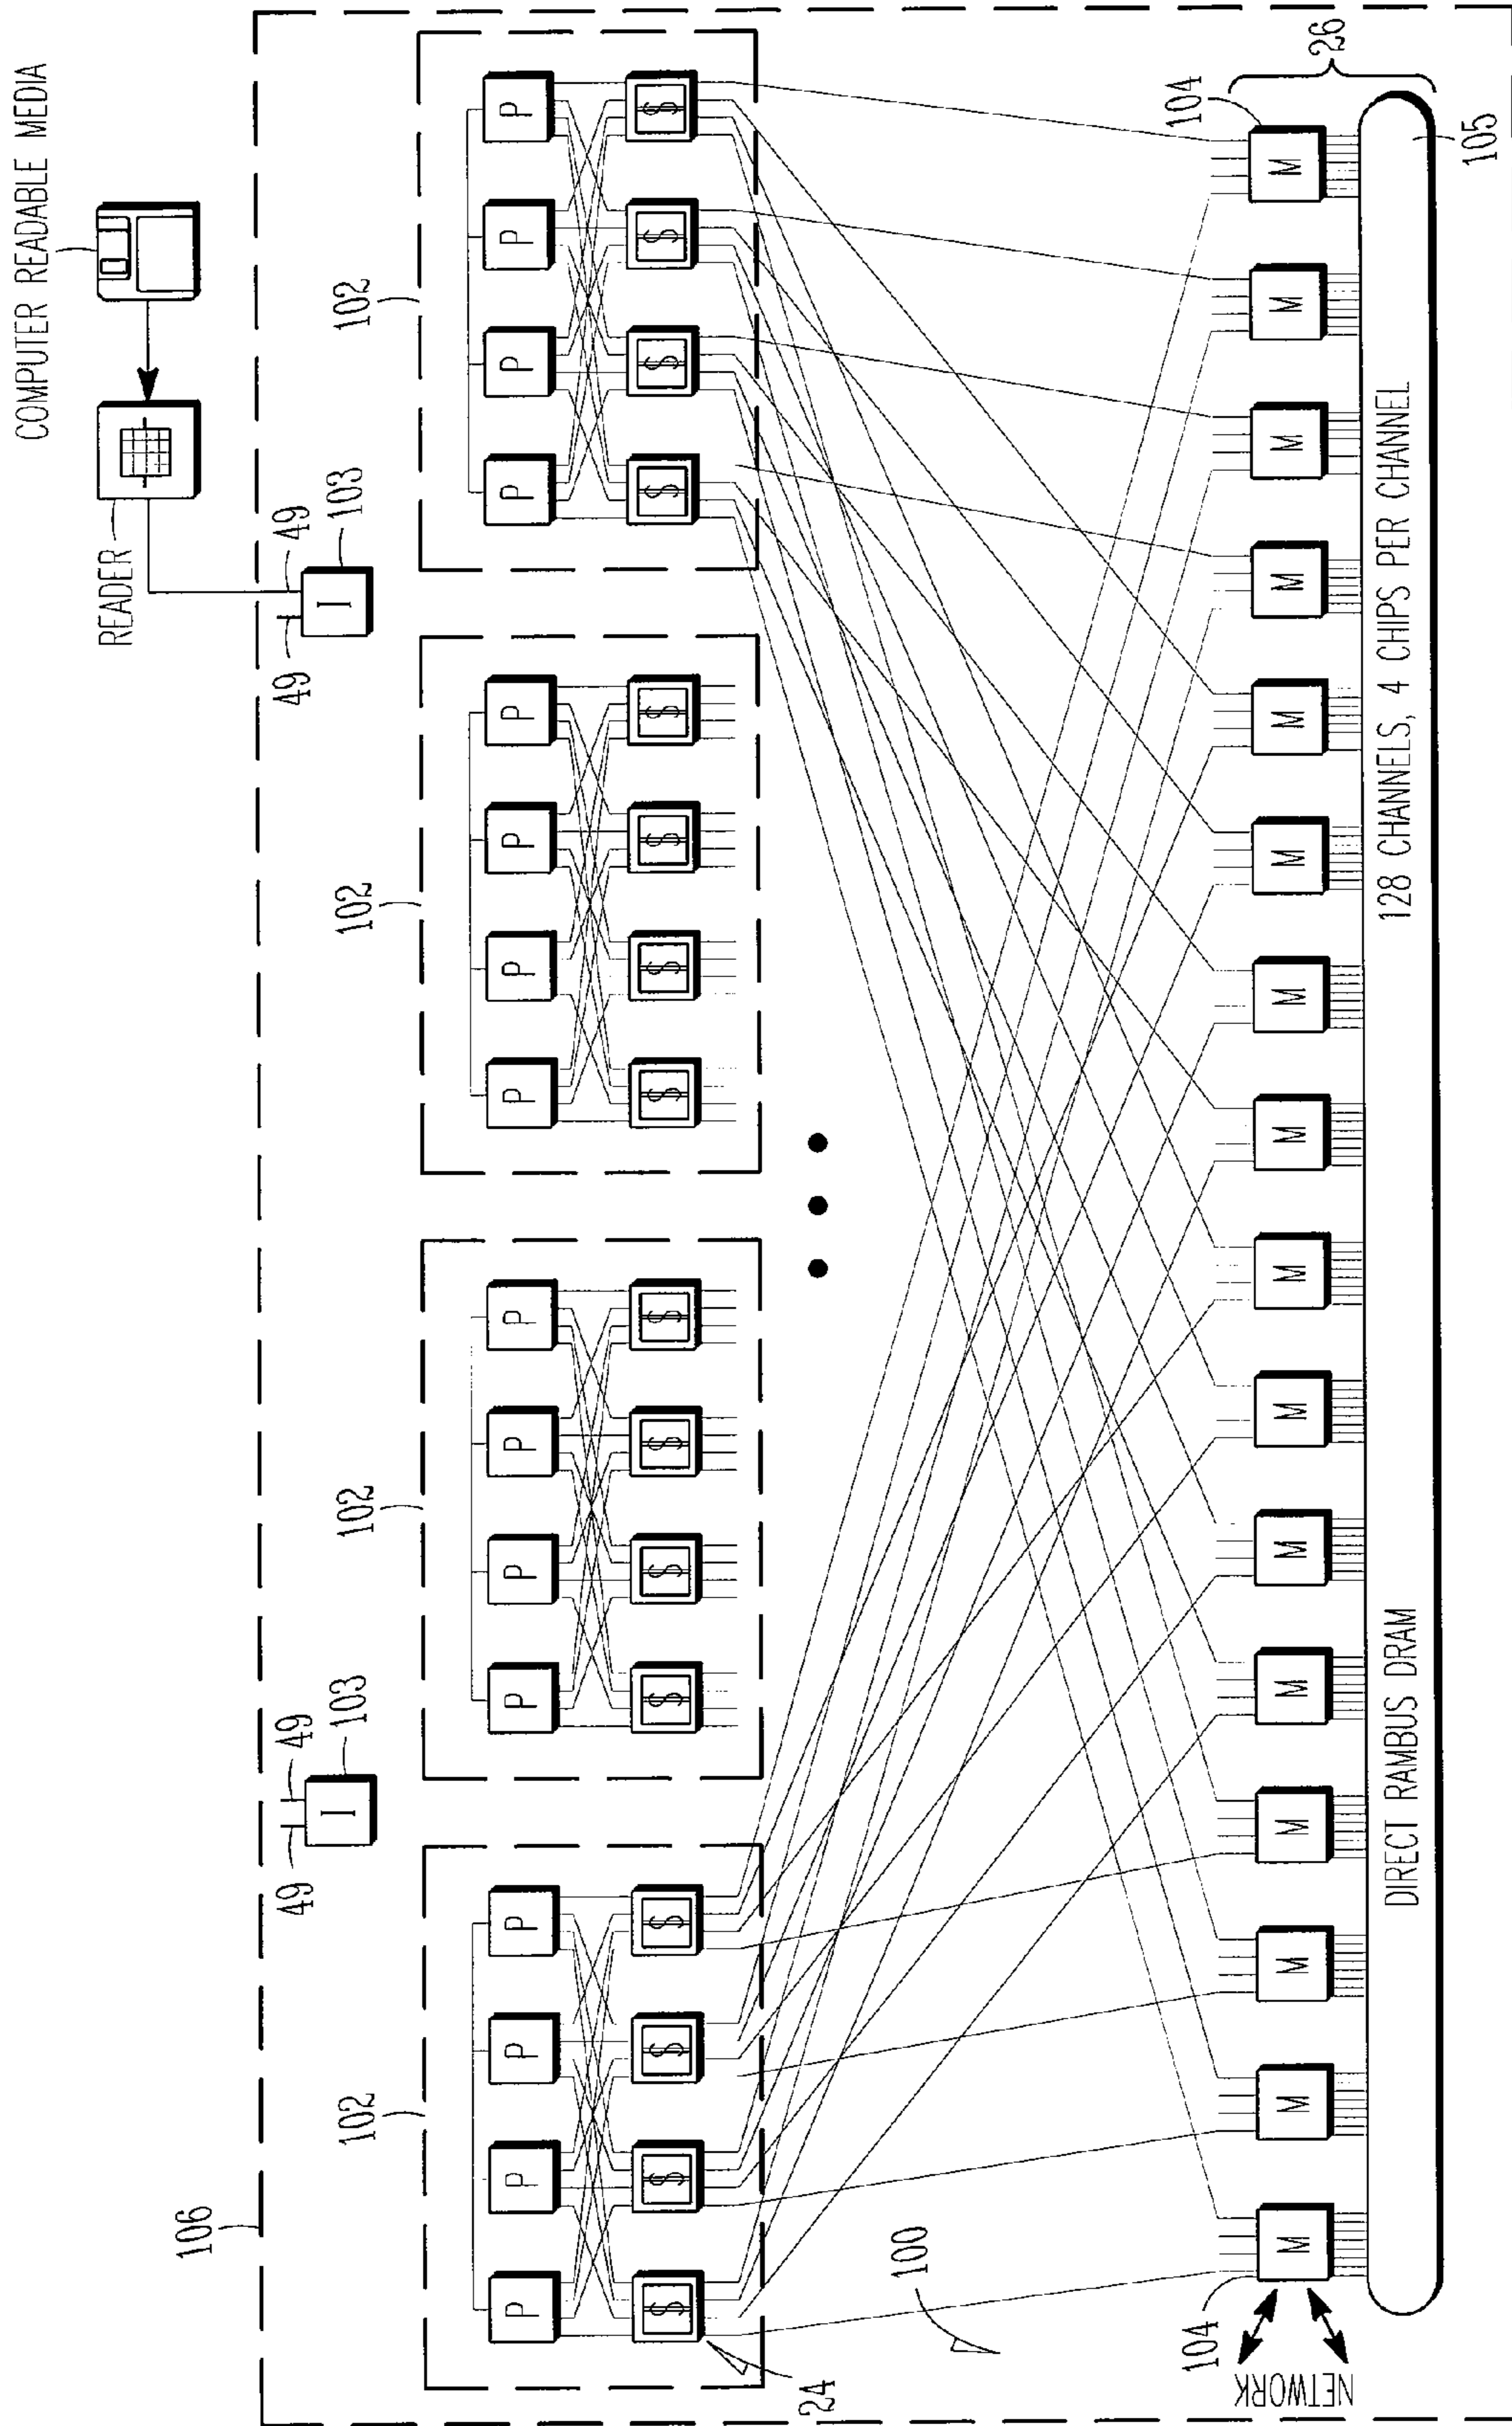 COMPUTER READABLE MEDIA
READER
106
49
49
103
49
49
103
102
102
102
102
P P P P
P P P P
P P P P
P P P P
$ $ $ $
$ $ $ $
$ $ $ $
$ $ $ $
24
100
104
104
26
M M M M M M M M M M M M M M M M
NETWORK
DIRECT RAMBUS DRAM
128 CHANNELS, 4 CHIPS PER CHANNEL
105
I
I